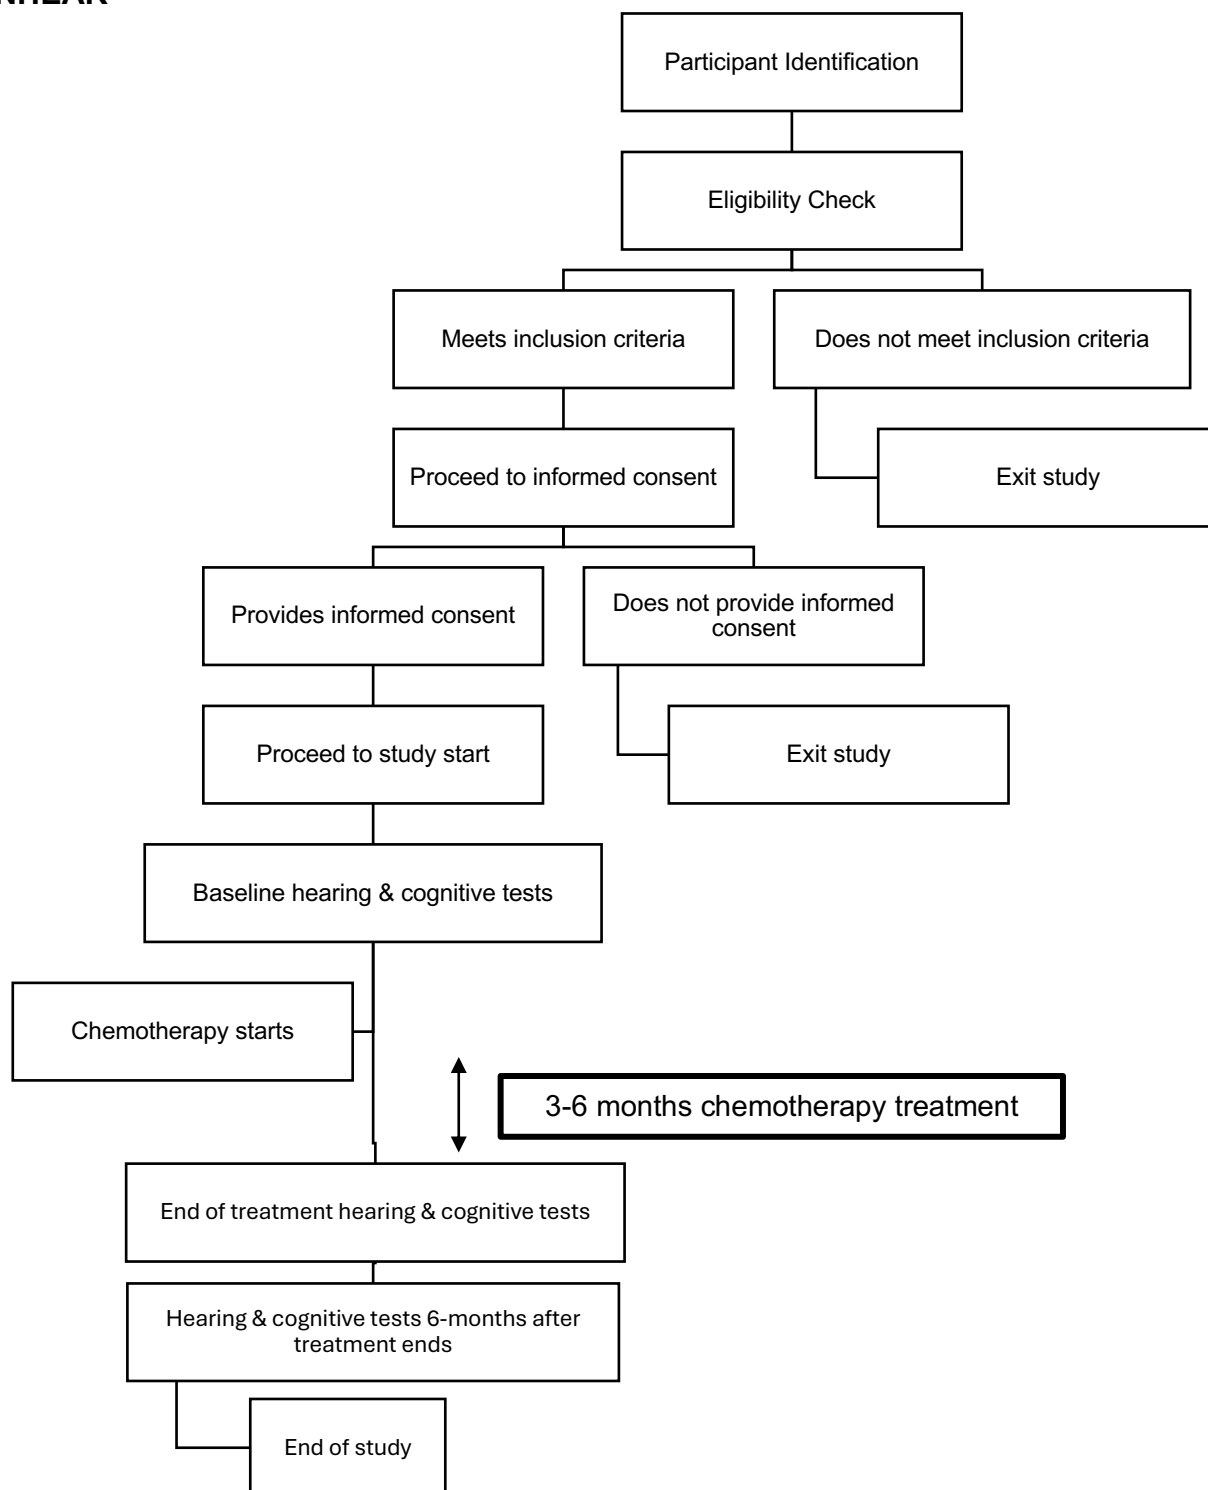 Participant Identification
Eligibility Check
Meets inclusion criteria
Does not meet inclusion criteria
Proceed to informed consent
Exit study
Provides informed consent
Does not provide informed
consent
Proceed to study start
Exit study
Baseline hearing & cognitive tests
Chemotherapy starts
3-6 months chemotherapy treatment
End of treatment hearing & cognitive tests
Hearing & cognitive tests 6-months after
treatment ends
End of study